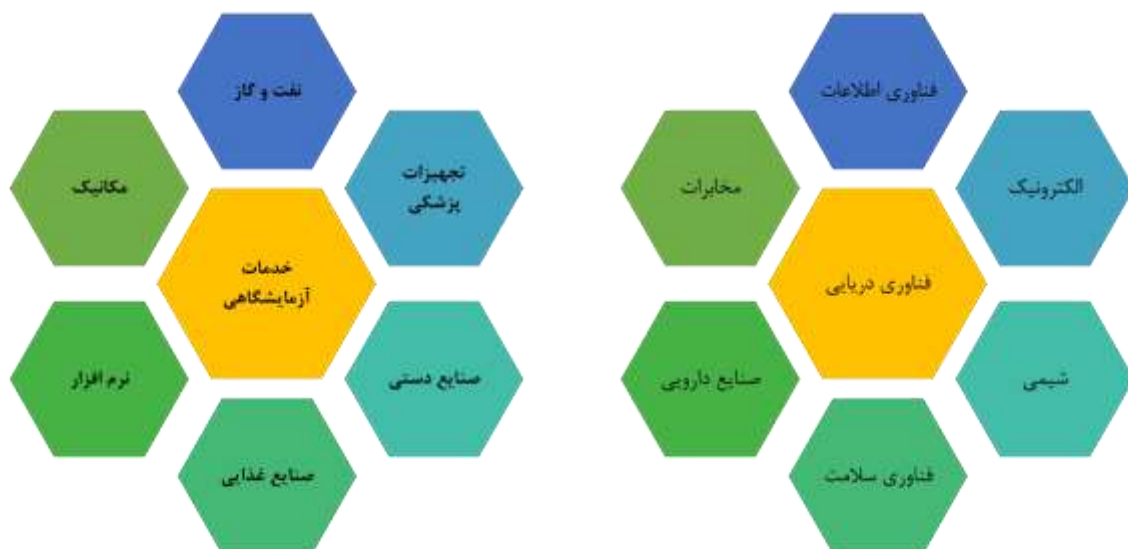 فناوری اطلاعات
الکترونیک
مخابرات
فناوری دریایی
شیمی
صنایع دارویی
فناوری سلامت
نفت و گاز
تجهیزات
پزشکی
مکانیک
خدمات
آزمایشگاهی
صنایع دستی
نرم افزار
صنایع غذایی